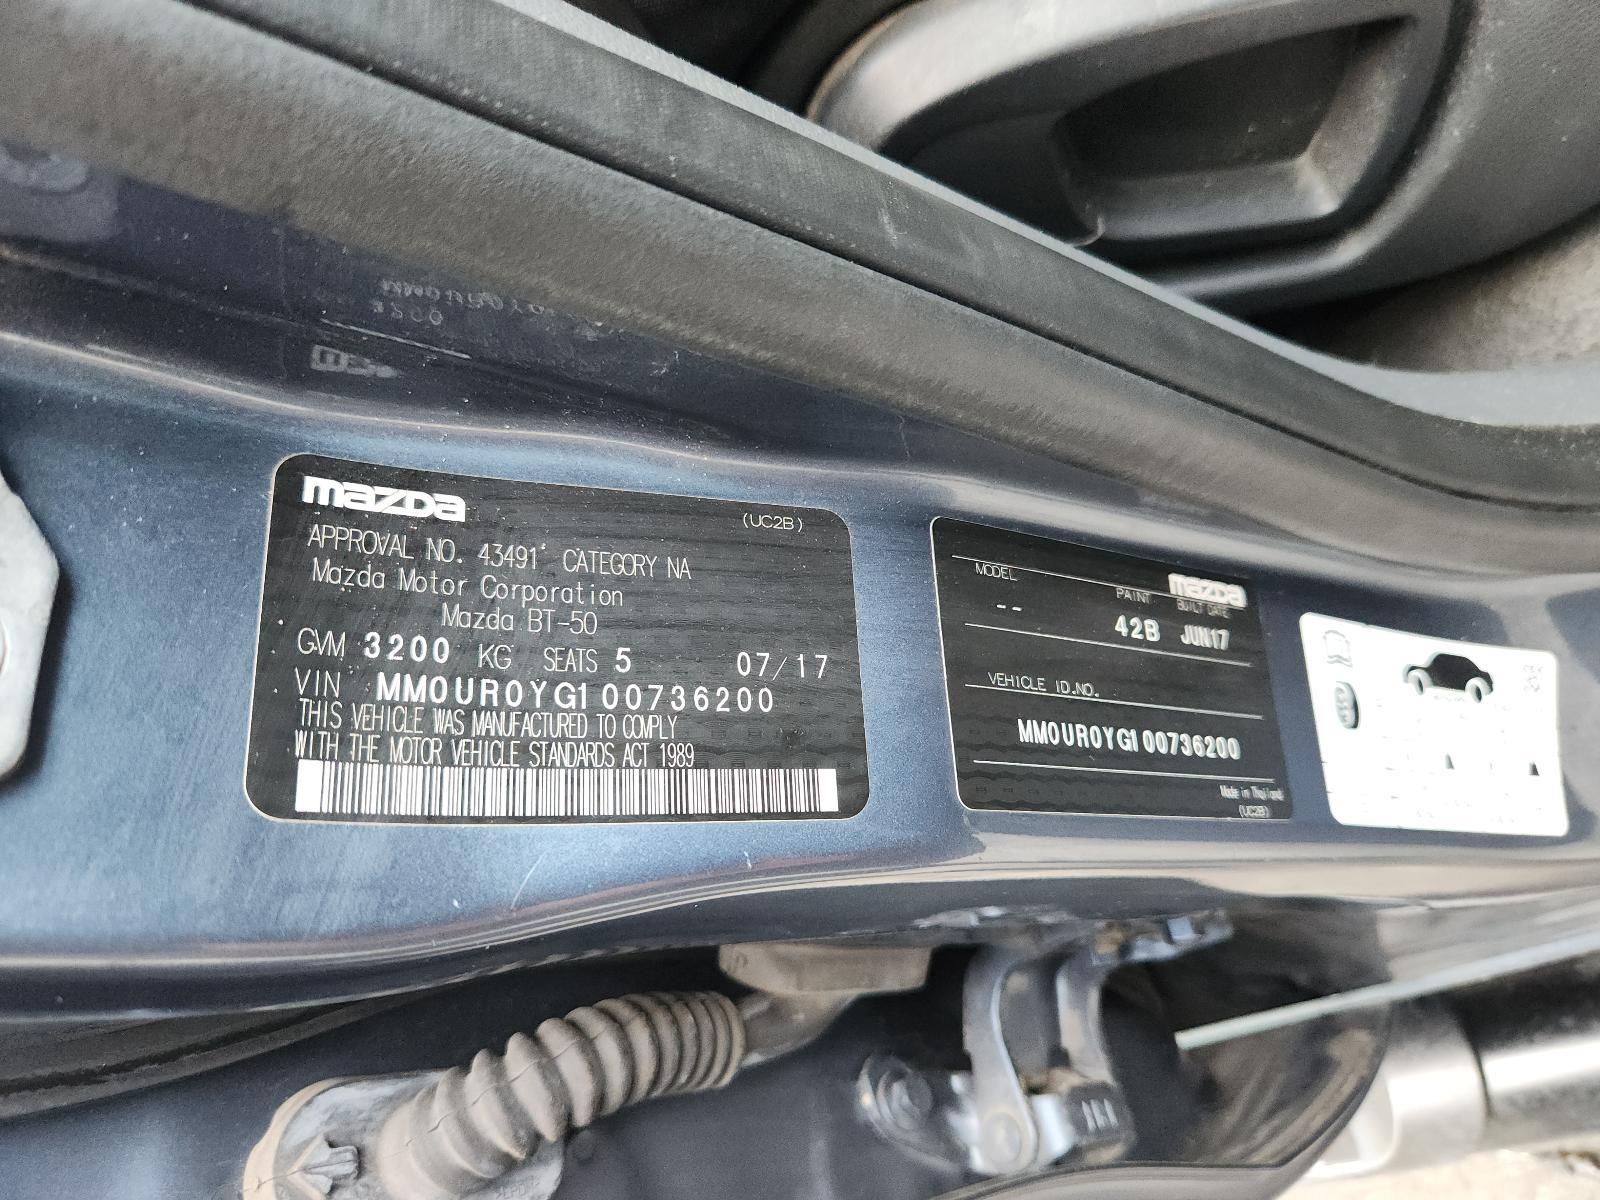 mazda
(UC2B)
APPROVAL NO. 43491 CATEGORY NA
Mazda Motor Corporation
Mazda BT-50
GVM 3200 KG SEATS 5 07/17
VIN MM0UR0YG100736200
THIS VEHICLE WAS MANUFACTURED TO COMPLY
WITH THE MOTOR VEHICLE STANDARDS ACT 1989
mazda
MODEL PAINT BUILT DATE
-- 42B JUN17
VEHICLE ID.NO.
MM0UR0YG100736200
Made in Thailand
(UC2B)